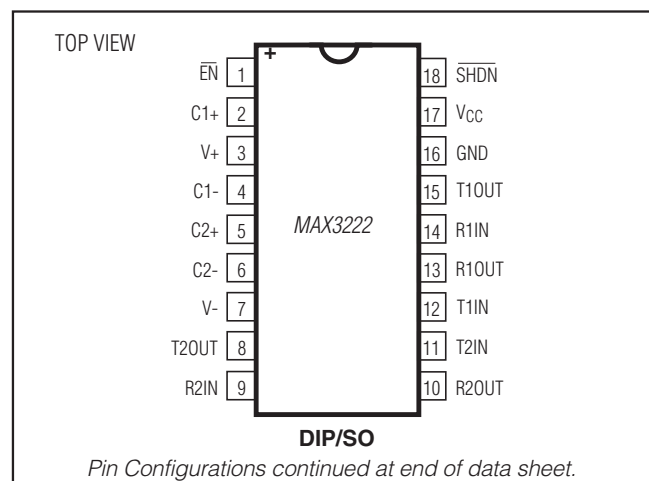 TOP VIEW
+
E̅N̅ 1 18 S̅H̅D̅N̅
C1+ 2 17 VCC
V+ 3 16 GND
C1- 4 15 T1OUT
C2+ 5 MAX3222 14 R1IN
C2- 6 13 R1OUT
V- 7 12 T1IN
T2OUT 8 11 T2IN
R2IN 9 10 R2OUT
DIP/SO
Pin Configurations continued at end of data sheet.